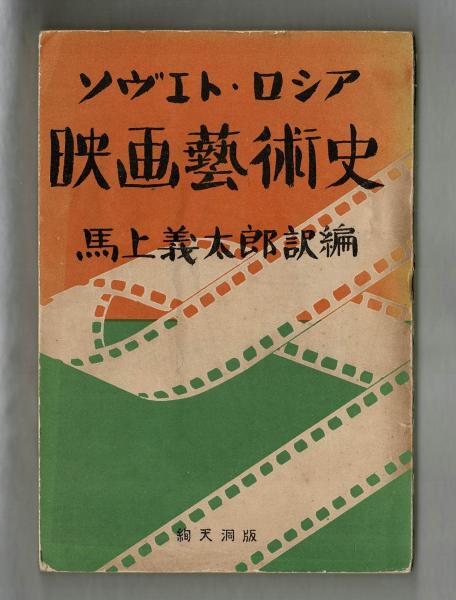 ソヴエト・ロシア
映画藝術史
馬上義太郎訳編
絢天洞版